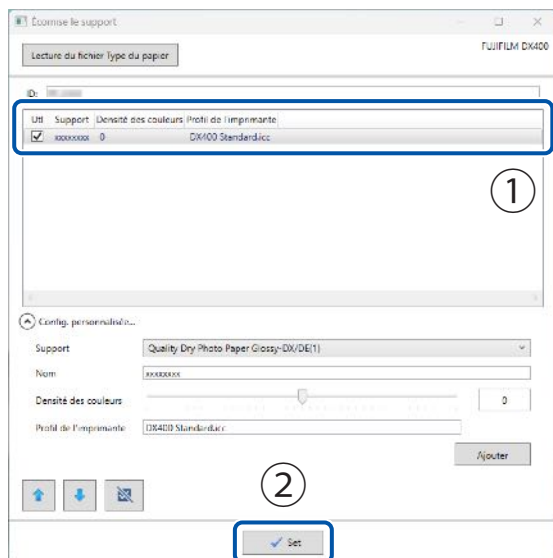 Écomise le support
FUJIFILM DX400
Lecture du fichier Type du papier
ID:
Utl Support Densité des couleurs Profil de l'imprimante
xxxxxxxx 0 DX400 Standard.icc
1
Config. personnalisée...
Support Quality Dry Photo Paper Glossy-DX/DE(1)
Nom xxxxxxxx
Densité des couleurs 0
Profil de l'imprimante DX400 Standard.icc
Ajouter
2
Set